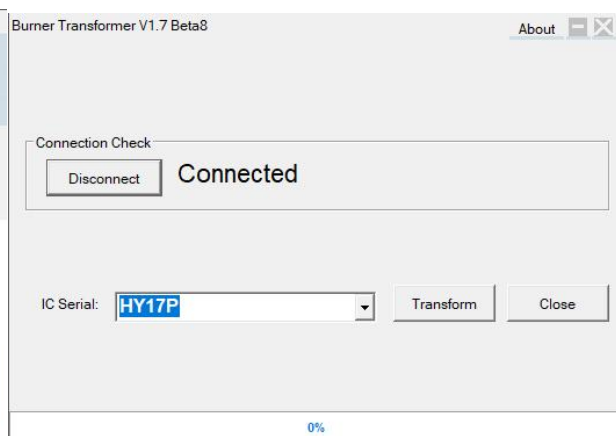 Burner Transformer V1.7 Beta8
About
Connection Check
Disconnect
Connected
IC Serial:
HY17P
Transform
Close
0%